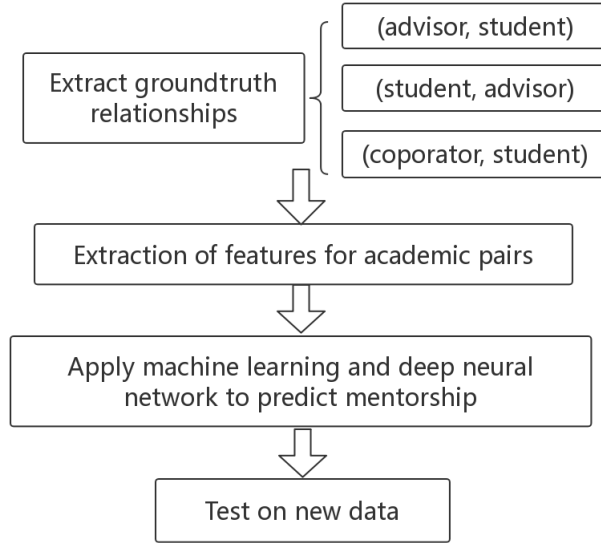 (advisor, student)
Extract groundtruth
relationships
(student, advisor)
(coporator, student)
Extraction of features for academic pairs
Apply machine learning and deep neural
network to predict mentorship
Test on new data